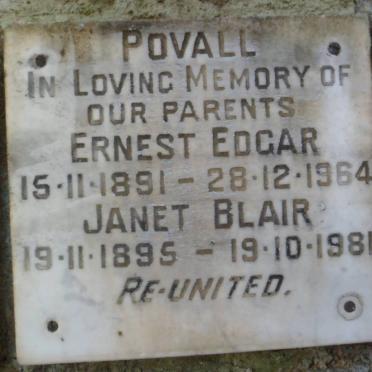 POVALL
IN LOVING MEMORY OF
OUR PARENTS
ERNEST EDGAR
15·11·1891 – 28·12·1964
JANET BLAIR
19·11·1895 – 19·10·1981
RE-UNITED.